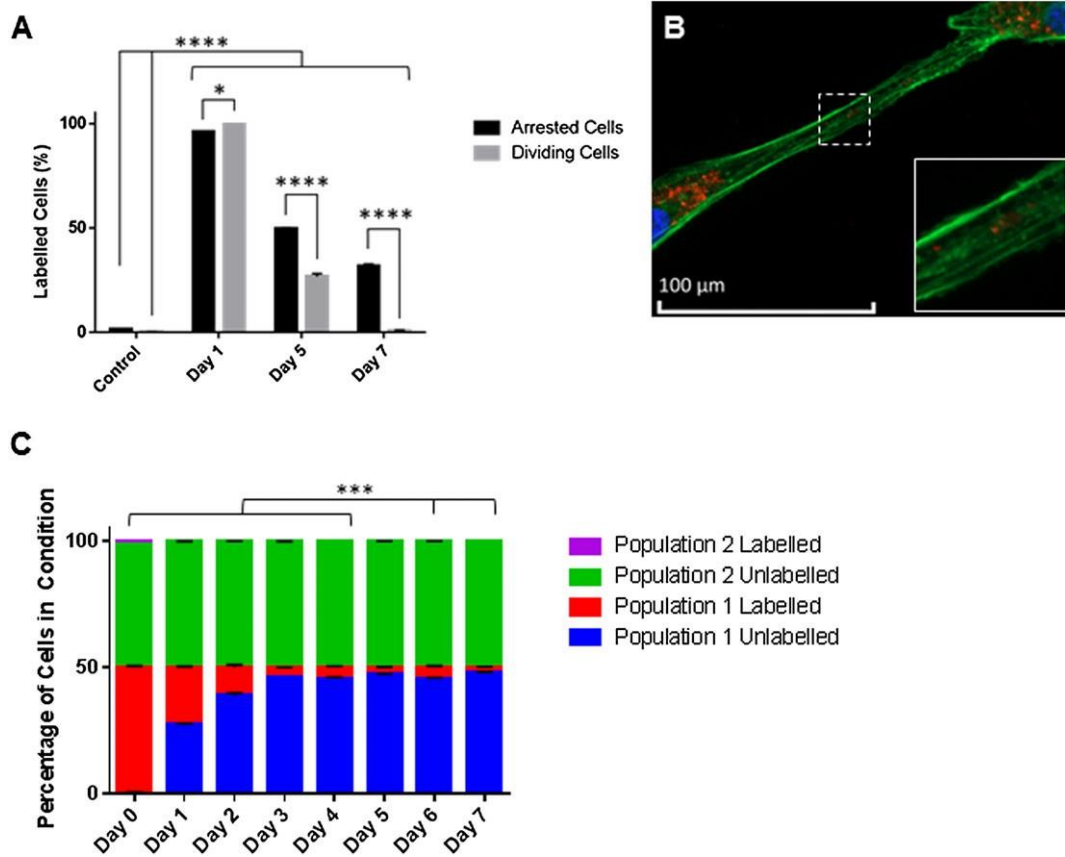 A
****
*
****
****
100
50
0
Labelled Cells (%)
Control
Day 1
Day 5
Day 7
Arrested Cells
Dividing Cells
B
100 µm
C
***
100
50
0
Percentage of Cells in Condition
Day 0
Day 1
Day 2
Day 3
Day 4
Day 5
Day 6
Day 7
Population 2 Labelled
Population 2 Unlabelled
Population 1 Labelled
Population 1 Unlabelled